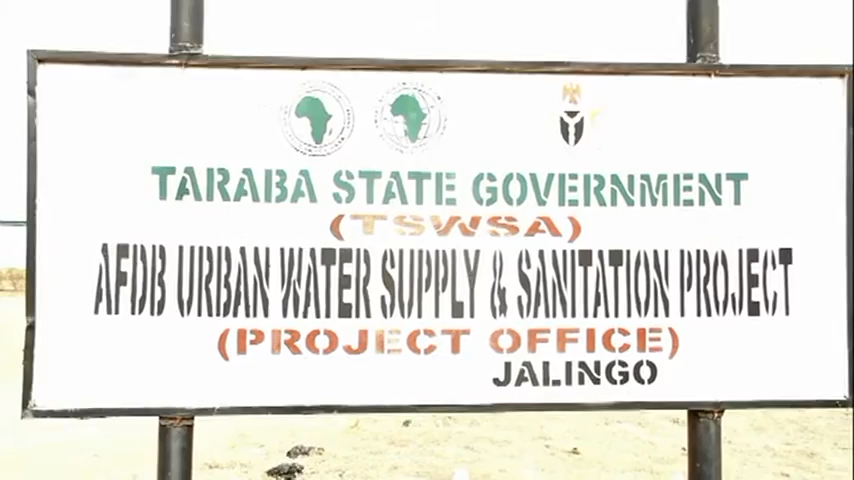 TARABA STATE GOVERNMENT
(TSWSA)
AFDB URBAN WATER SUPPLY & SANITATION PROJECT
(PROJECT OFFICE)
JALINGO